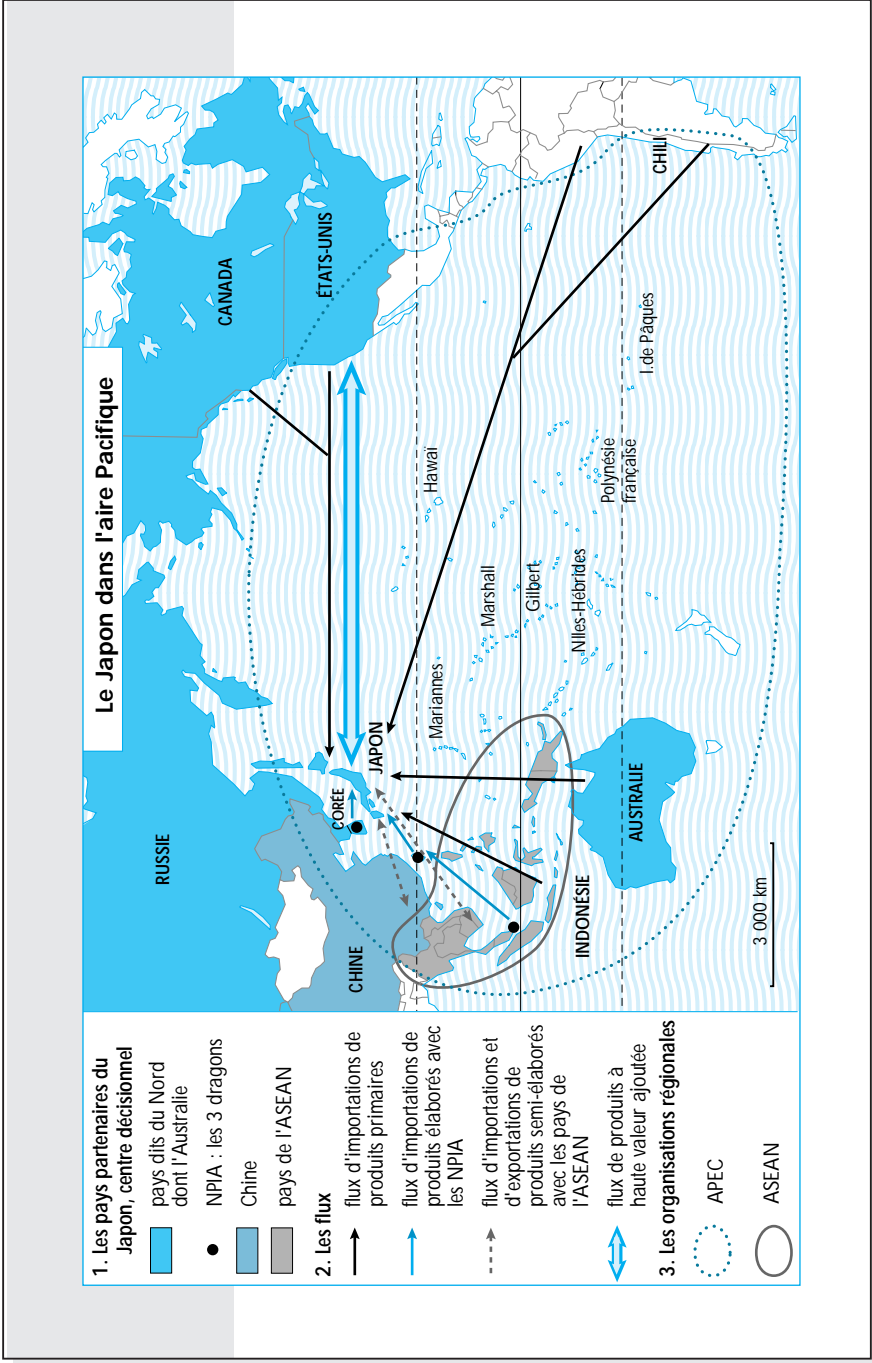 Le Japon dans l'aire Pacifique
1. Les pays partenaires du
Japon, centre décisionnel
pays dits du Nord
dont l'Australie
NPIA : les 3 dragons
Chine
pays de l'ASEAN
2. Les flux
flux d'importations de
produits primaires
flux d'importations de
produits élaborés avec
les NPIA
flux d'importations et
d'exportations de
produits semi-élaborés
avec les pays de
l'ASEAN
flux de produits à
haute valeur ajoutée
3. Les organisations régionales
APEC
ASEAN
RUSSIE
CANADA
ÉTATS-UNIS
CHINE
CORÉE
JAPON
Hawaï
Mariannes
Marshall
Gilbert
Nlles-Hébrides
Polynésie
française
I.de Pâques
INDONÉSIE
AUSTRALIE
CHILI
3 000 km